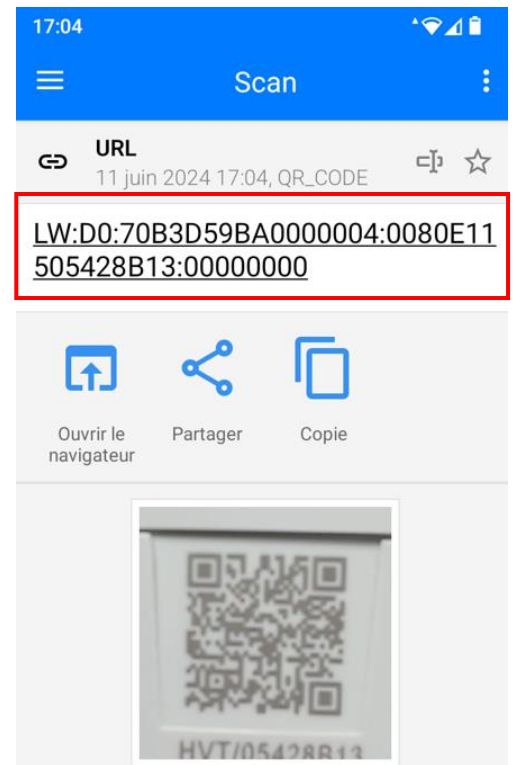 17:04
Scan
URL
11 juin 2024 17:04, QR_CODE
LW:D0:70B3D59BA0000004:0080E11
505428B13:00000000
Ouvrir le
navigateur
Partager
Copie
HVT/05428B13